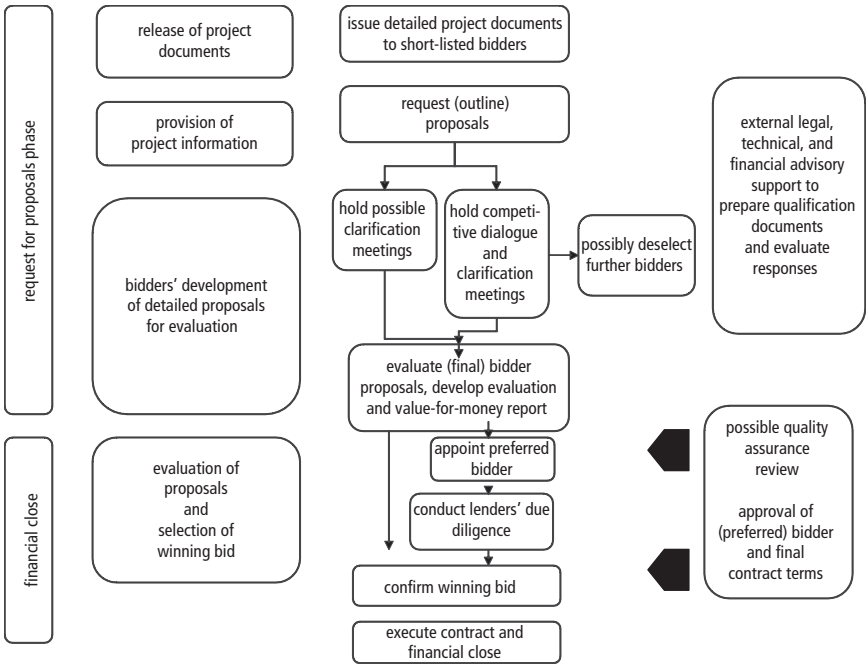 request for proposals phase
financial close
release of project
documents
provision of
project information
bidders' development
of detailed proposals
for evaluation
evaluation of
proposals
and
selection of
winning bid
issue detailed project documents
to short-listed bidders
request (outline)
proposals
hold possible
clarification
meetings
hold competi-
tive dialogue
and
clarification
meetings
possibly deselect
further bidders
evaluate (final) bidder
proposals, develop evaluation
and value-for-money report
appoint preferred
bidder
conduct lenders' due
diligence
confirm winning bid
execute contract and
financial close
external legal,
technical, and
financial advisory
support to
prepare qualification
documents
and evaluate
responses
possible quality
assurance
review
approval of
(preferred) bidder
and final
contract terms